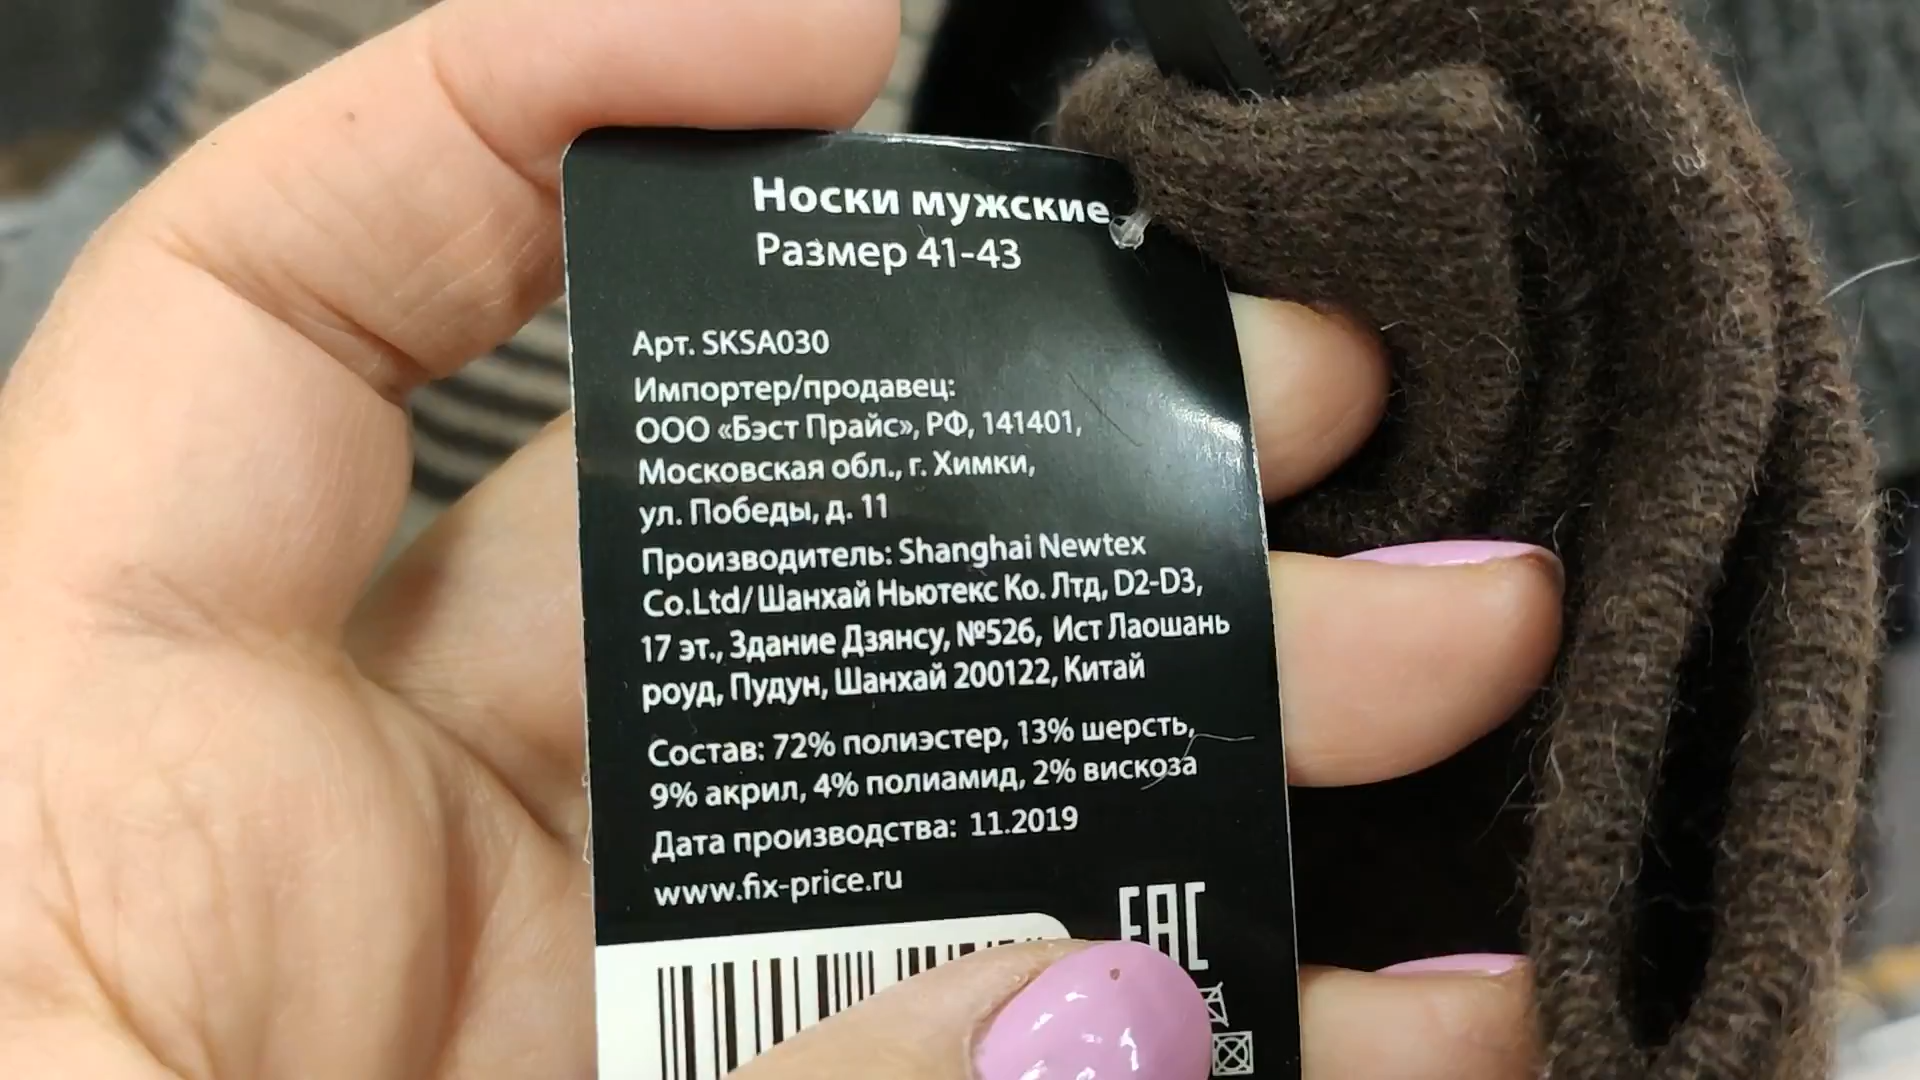 Носки мужские
Размер 41-43
Арт. SKSA030
Импортер/продавец:
ООО «Бэст Прайс», РФ, 141401,
Московская обл., г. Химки,
ул. Победы, д. 11
Производитель: Shanghai Newtex
Co.Ltd/Шанхай Ньютекс Ко. Лтд, D2-D3,
17 эт., Здание Дзянсу, №526, Ист Лаошань
роуд, Пудун, Шанхай 200122, Китай
Состав: 72% полиэстер, 13% шерсть,
9% акрил, 4% полиамид, 2% вискоза
Дата производства: 11.2019
www.fix-price.ru
EAC